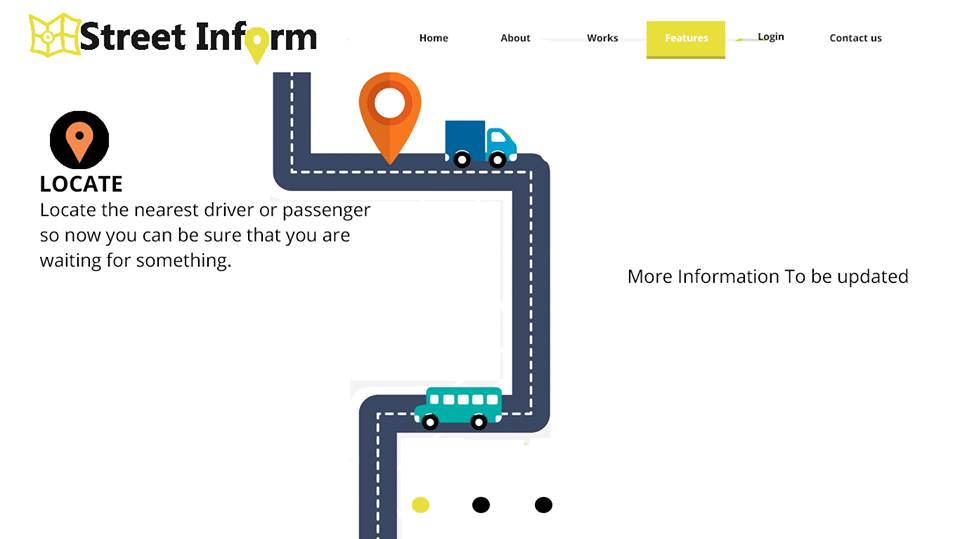 Street Inform
Home About Works Features Login Contact us
LOCATE
Locate the nearest driver or passenger
so now you can be sure that you are
waiting for something.
More Information To be updated